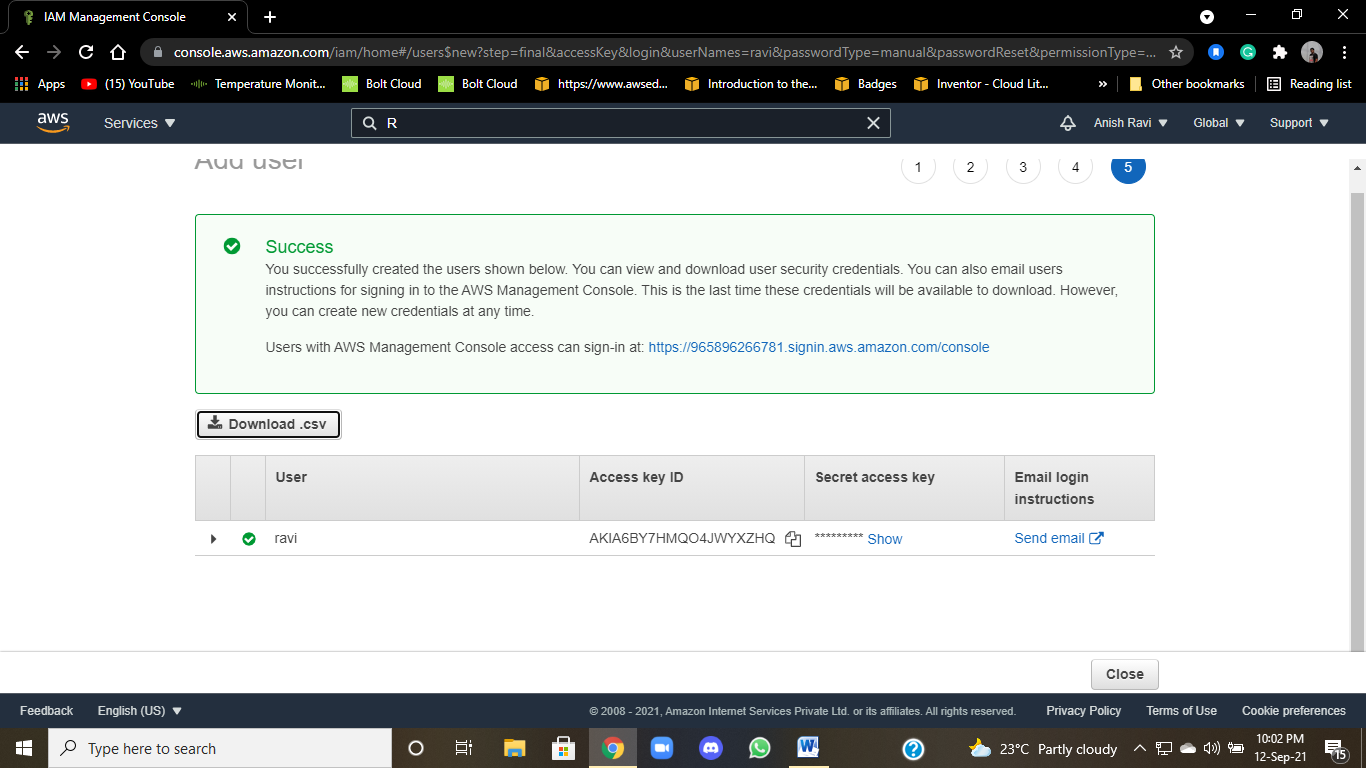 IAM Management Console
console.aws.amazon.com/iam/home#/users$new?step=final&accessKey&login&userNames=ravi&passwordType=manual&passwordReset&permissionType=...
Apps (15) YouTube Temperature Monit... Bolt Cloud Bolt Cloud https://www.awsed... Introduction to the... Badges Inventor - Cloud Lit... » Other bookmarks Reading list
aws Services R Anish Ravi Global Support
Add user 1 2 3 4 5
Success
You successfully created the users shown below. You can view and download user security credentials. You can also email users
instructions for signing in to the AWS Management Console. This is the last time these credentials will be available to download. However,
you can create new credentials at any time.
Users with AWS Management Console access can sign-in at: https://965896266781.signin.aws.amazon.com/console
Download .csv
User Access key ID Secret access key Email login
instructions
ravi AKIA6BY7HMQO4JWYXZHQ ********* Show Send email
Close
Feedback English (US) © 2008 - 2021, Amazon Internet Services Private Ltd. or its affiliates. All rights reserved. Privacy Policy Terms of Use Cookie preferences
Type here to search 23°C Partly cloudy 10:02 PM
12-Sep-21 15